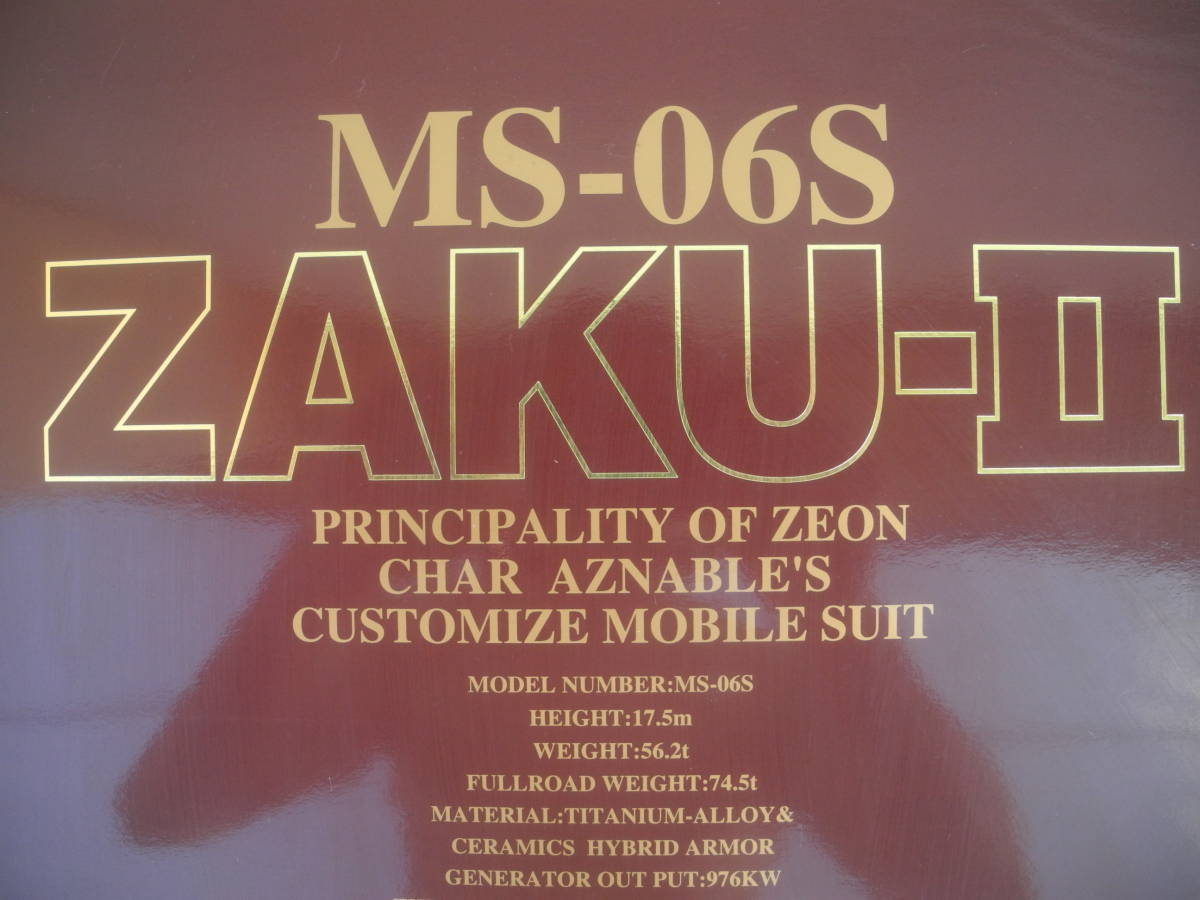 MS-06S
ZAKU-II
PRINCIPALITY OF ZEON
CHAR AZNABLE'S
CUSTOMIZE MOBILE SUIT
MODEL NUMBER:MS-06S
HEIGHT:17.5m
WEIGHT:56.2t
FULLROAD WEIGHT:74.5t
MATERIAL:TITANIUM-ALLOY&
CERAMICS HYBRID ARMOR
GENERATOR OUT PUT:976KW